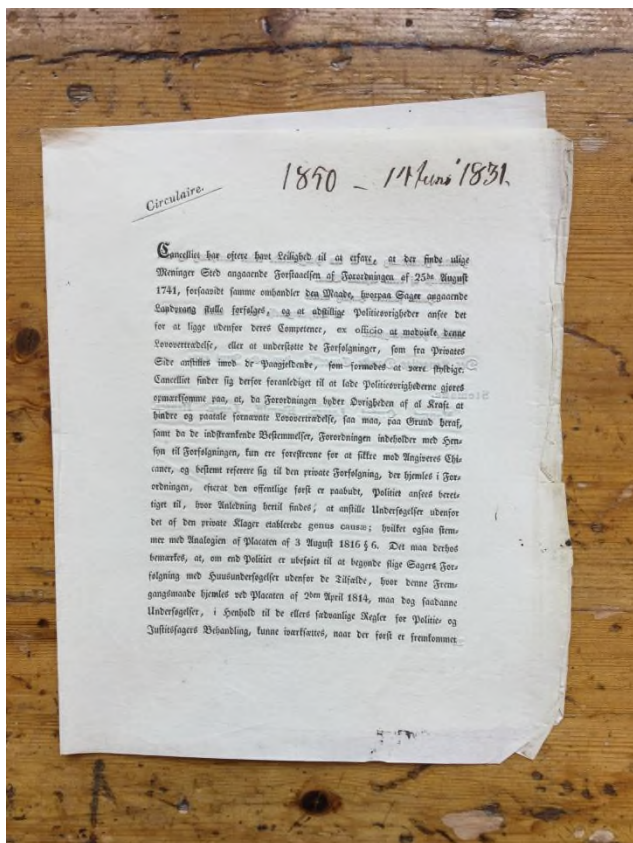 Circulaire.
1850 - 14 Juni 1831.
Cancelliet har oftere havt Leilighed til at erfare, at der finde ulige
Meninger Sted angaaende Forstaaelsen af Forordningen af 25de August
1741, forsaavidt samme omhandler den Maade, hvorpaa Sager angaaende
Landprang skulle forfølges, og at adskillige Politieøvrigheder ansee det
for at ligge udenfor deres Competence, ex officio at modvirke denne
Lovovertrædelse, eller at understøtte de Forfølgninger, som fra Privates
Side anstilles imod de Paagjeldende, som formodes at være skyldige.
Cancelliet finder sig derfor foranlediget til at lade Politieøvrighederne gjøres
opmærksomme paa, at, da Forordningen byder Øvrigheden af al Kraft at
hindre og paatale fornævnte Lovovertrædelse, saa maa, paa Grund heraf,
samt da de indskrænkende Bestemmelser, Forordningen indeholder med Hen-
syn til Forfølgningen, kun ere foreskrevne for at sikkre mod Angiveres Chi-
caner, og bestemt referere sig til den private Forfølgning, der hjemles i For-
ordningen, efterat den offentlige først er paabudt, Politiet ansees beret-
tiget til, hvor Anledning hertil findes, at anstille Undersøgelser udenfor
det af den private Klager etablerede genus causæ; hvilket ogsaa stem-
mer med Analogien af Placaten af 3 August 1816 § 6. Det maa derhos
bemærkes, at, om end Politiet er ubeføiet til at begynde slige Sagers For-
følgning med Huusundersøgelser udenfor de Tilfælde, hvor denne Frem-
gangsmaade hjemles ved Placaten af 2den April 1814, maa dog saadanne
Undersøgelser, i Henhold til de ellers sædvanlige Regler for Politie- og
Justitssagers Behandling, kunne iværksættes, naar der først er fremkommet